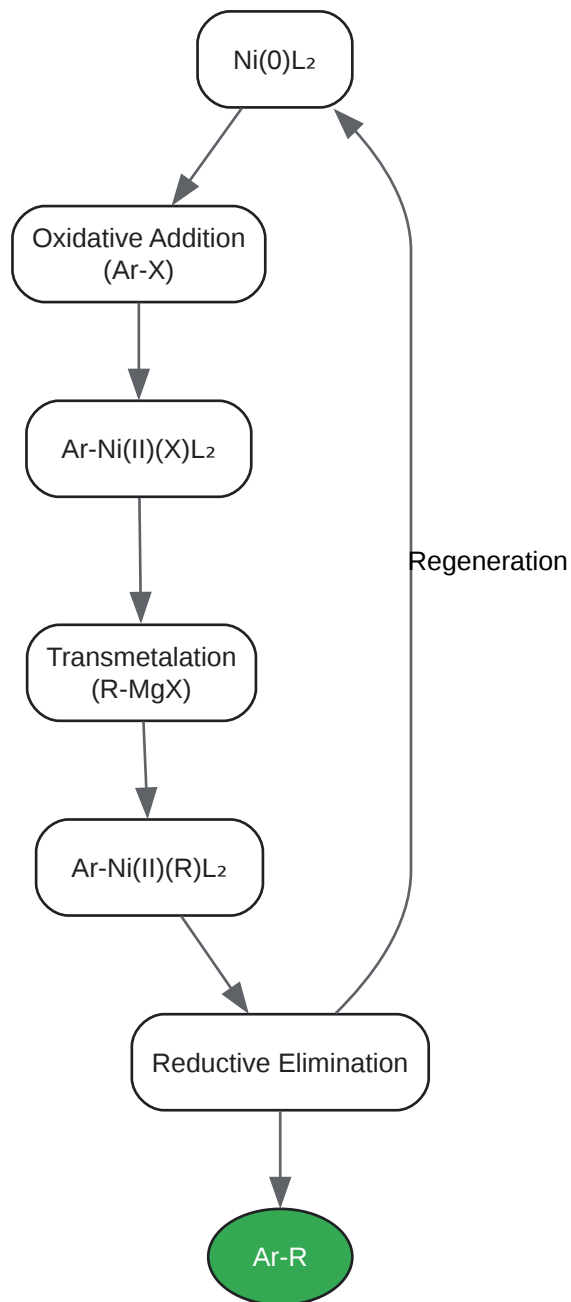 Ni(0)L₂
Oxidative Addition
(Ar-X)
Ar-Ni(II)(X)L₂
Regeneration
Transmetalation
(R-MgX)
Ar-Ni(II)(R)L₂
Reductive Elimination
Ar-R